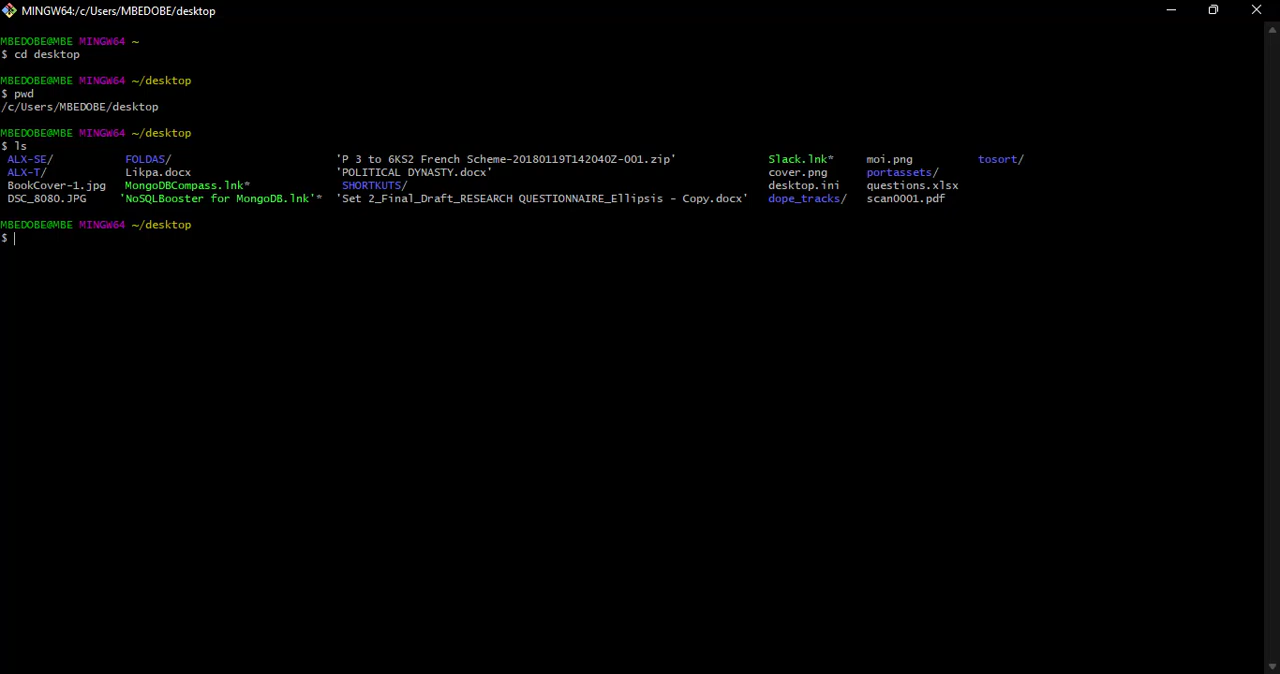 MINGW64:/c/Users/MBEDOBE/desktop
MBEDOBE@MBE MINGW64 ~
$ cd desktop
MBEDOBE@MBE MINGW64 ~/desktop
$ pwd
/c/Users/MBEDOBE/desktop
MBEDOBE@MBE MINGW64 ~/desktop
$ ls
ALX-SE/ FOLDAS/ 'P 3 to 6KS2 French Scheme-20180119T142040Z-001.zip' Slack.lnk* moi.png tosort/
ALX-T/ Likpa.docx 'POLITICAL DYNASTY.docx' cover.png portassets/
BookCover-1.jpg MongoDBCompass.lnk* SHORTKUTS/ desktop.ini questions.xlsx
DSC_8080.JPG 'NoSQLBooster for MongoDB.lnk'* 'Set 2_Final_Draft_RESEARCH QUESTIONNAIRE_Ellipsis - Copy.docx' dope_tracks/ scan0001.pdf
MBEDOBE@MBE MINGW64 ~/desktop
$